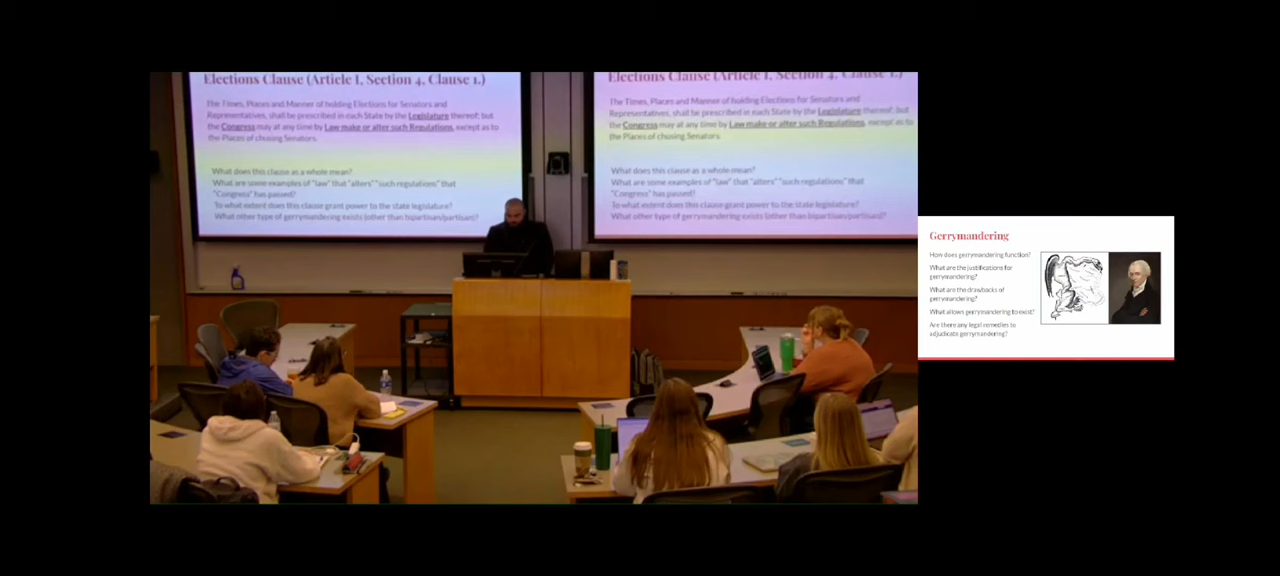 Elections Clause (Article I, Section 4, Clause 1.)
The Times, Places and Manner of holding Elections for Senators and
Representatives, shall be prescribed in each State by the Legislature thereof; but
the Congress may at any time by Law make or alter such Regulations, except as to
the Places of chusing Senators.
What does this clause as a whole mean?
What are some examples of "law" that "alters" "such regulations" that
"Congress" has passed?
To what extent does this clause grant power to the state legislature?
What other type of gerrymandering exists (other than bipartisan/partisan)?
Elections Clause (Article I, Section 4, Clause 1.)
The Times, Places and Manner of holding Elections for Senators and
Representatives, shall be prescribed in each State by the Legislature thereof; but
the Congress may at any time by Law make or alter such Regulations, except as to
the Places of chusing Senators.
What does this clause as a whole mean?
What are some examples of "law" that "alters" "such regulations" that
"Congress" has passed?
To what extent does this clause grant power to the state legislature?
What other type of gerrymandering exists (other than bipartisan/partisan)?
Gerrymandering
How does gerrymandering function?
What are the justifications for
gerrymandering?
What are the drawbacks of
gerrymandering?
What allows gerrymandering to exist?
Are there any legal remedies to
adjudicate gerrymandering?